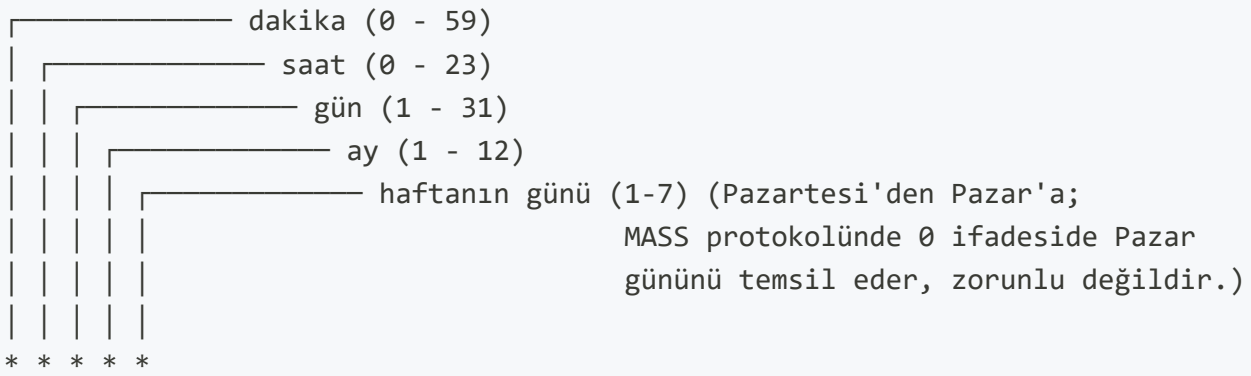 dakika (0 - 59)
saat (0 - 23)
gün (1 - 31)
ay (1 - 12)
haftanın günü (1-7) (Pazartesi'den Pazar'a;
MASS protokolünde 0 ifadeside Pazar
gününü temsil eder, zorunlu değildir.)
* * * * *